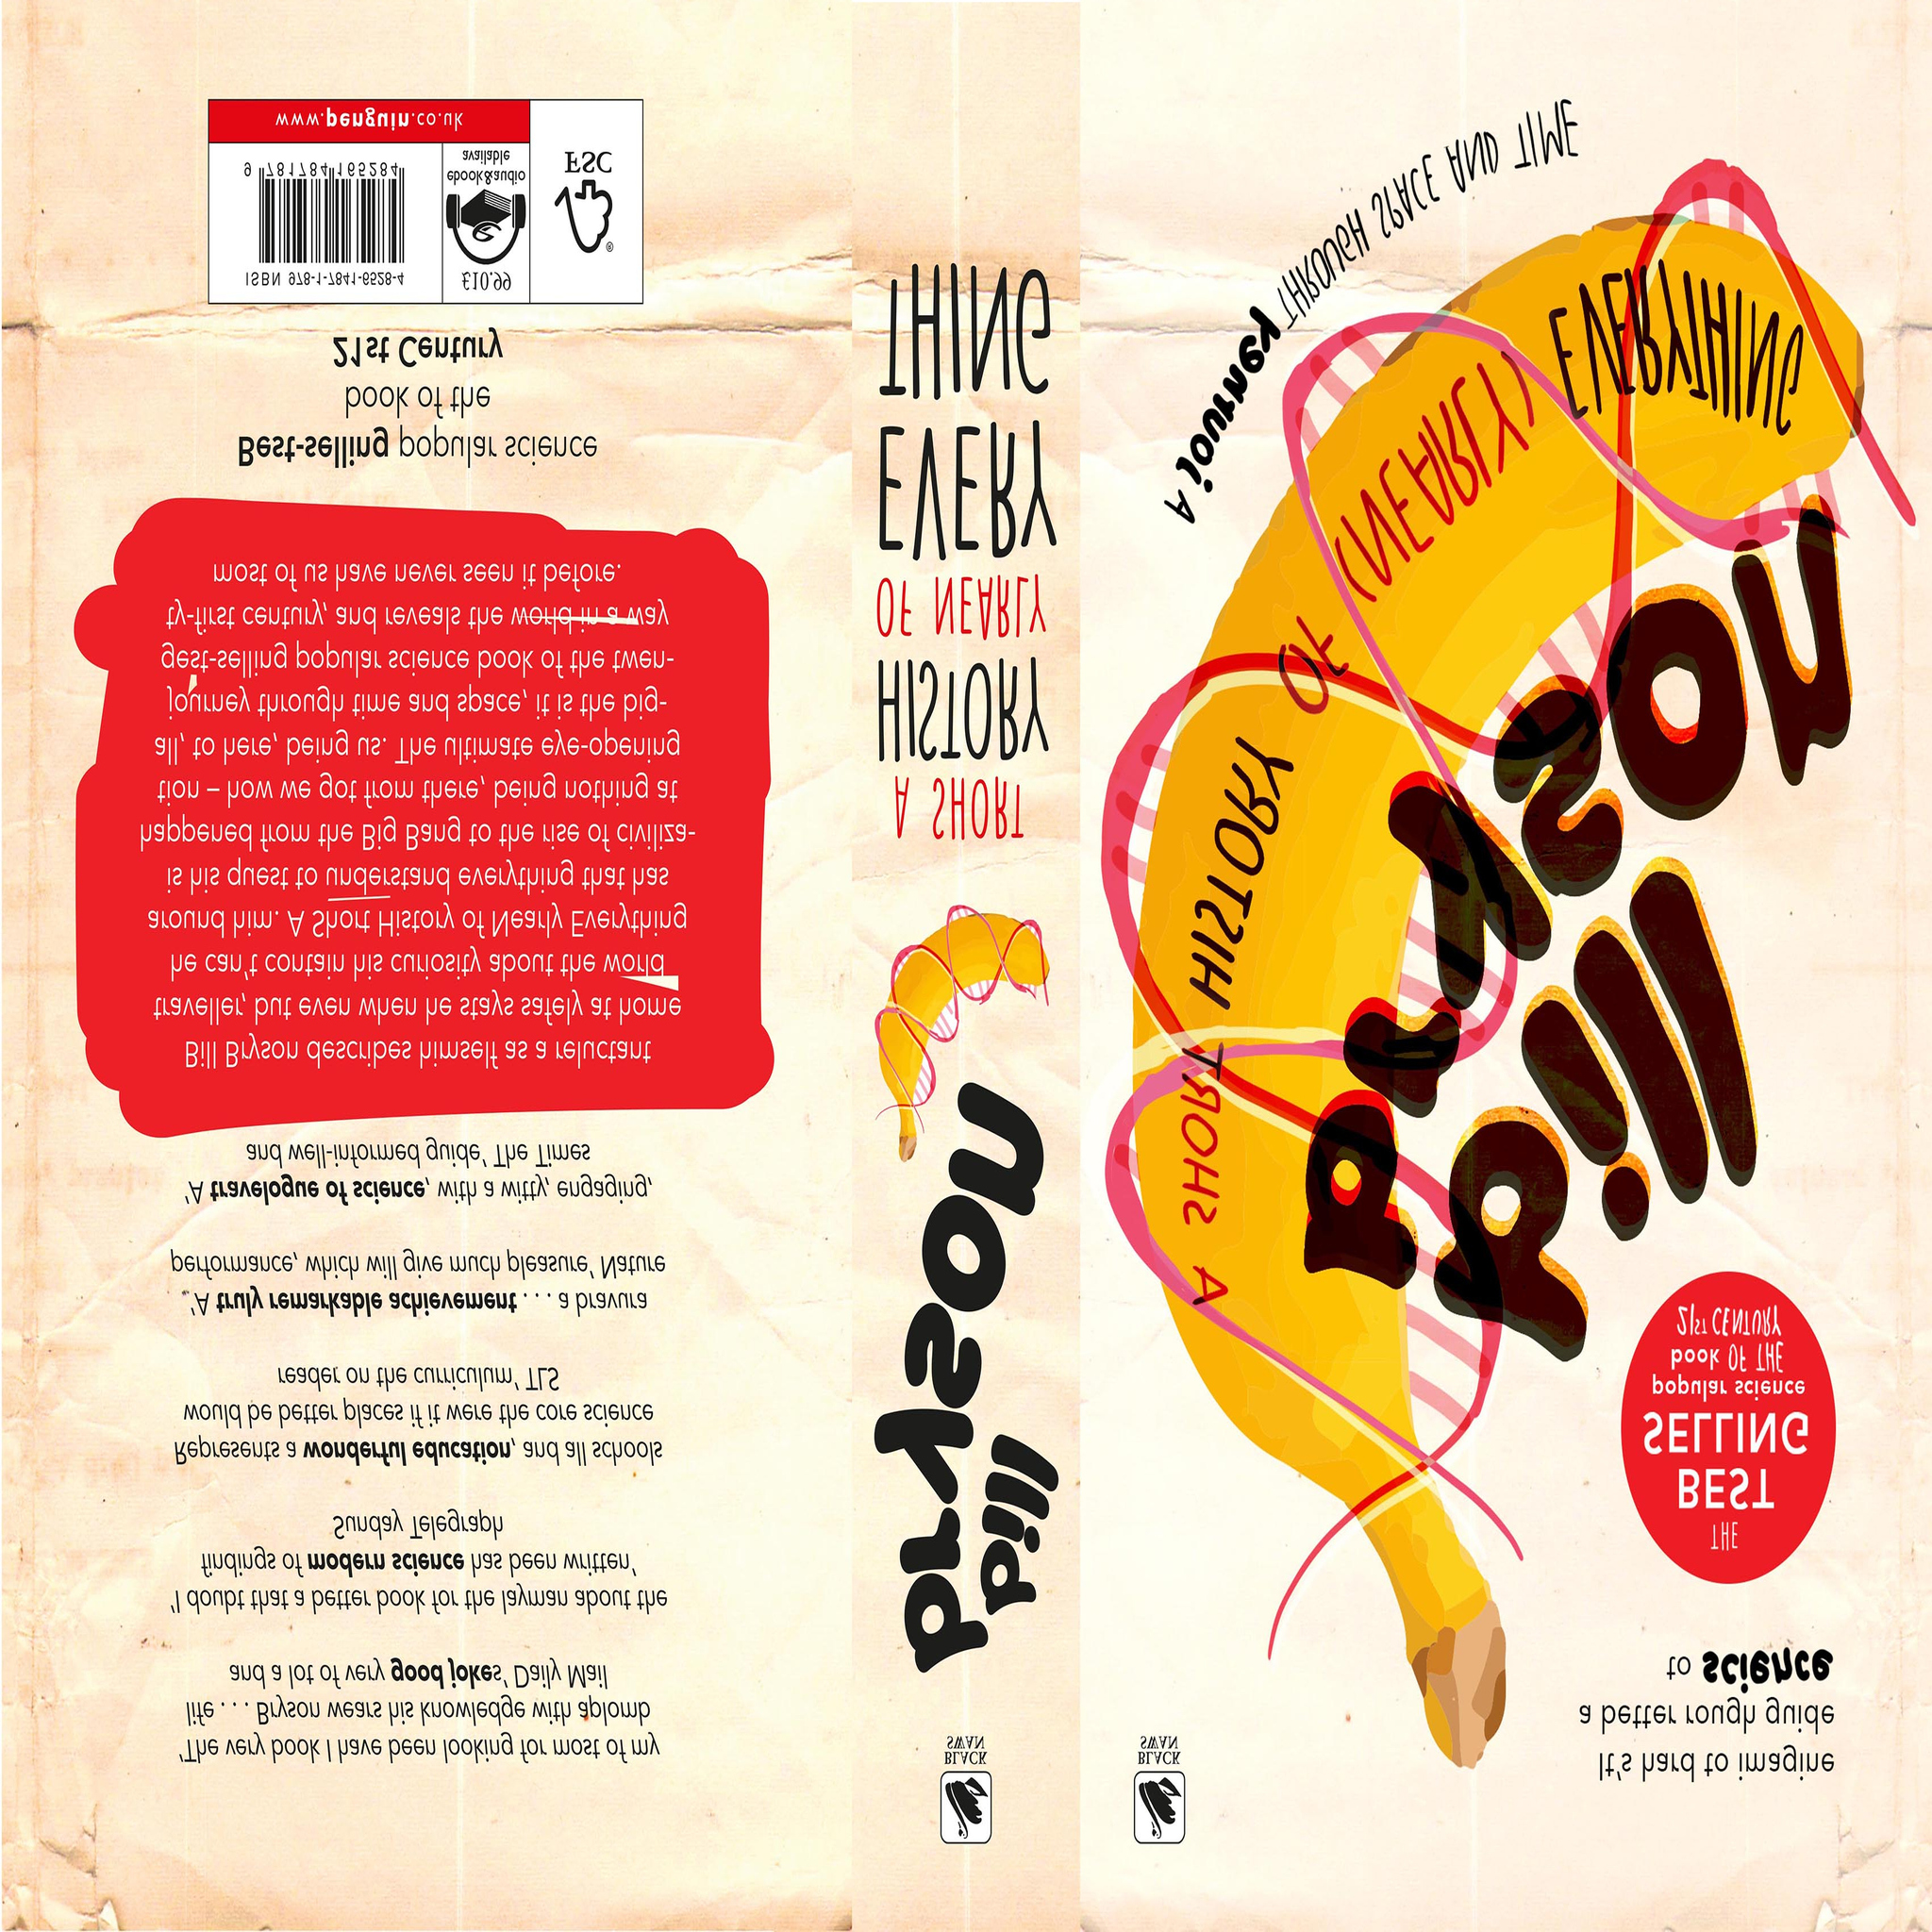 'The very book I have been looking for most of my
life . . . Bryson wears his knowledge with aplomb
and a lot of very good jokes' Daily Mail
'I doubt that a better book for the layman about the
findings of modern science has been written'
Sunday Telegraph
Represents a wonderful education, and all schools
would be better places if it were the core science
reader on the curriculum' TLS
'A truly remarkable achievement . . . a bravura
performance, which will give much pleasure' Nature
'A travelogue of science, with a witty, engaging,
and well-informed guide' The Times
Bill Bryson describes himself as a reluctant
traveller, but even when he stays safely at home
he can't contain his curiosity about the world
around him. A Short History of Nearly Everything
is his quest to understand everything that has
happened from the Big Bang to the rise of civiliza-
tion – how we got from there, being nothing at
all, to here, being us. The ultimate eye-opening
journey through time and space, it is the big-
gest-selling popular science book of the twen-
ty-first century, and reveals the world in a way
most of us have never seen it before.
Best-selling popular science
book of the
21st Century
ISBN 978-1-7841-6528-4
9 781784 165284
£10.99
ebook&audio
available
FSC
®
www.penguin.co.uk
BLACK
SWAN
bill
bryson
A SHORT
HISTORY
OF NEARLY
EVERY
THING
BLACK
SWAN
It's hard to imagine
a better rough guide
to science
THE
BEST
SELLING
popular science
book OF THE
21ST CENTURY
Bill
BRYSON
A SHORT HISTORY OF (NEARLY) EVERYTHING
A journey THROUGH SPACE AND TIME